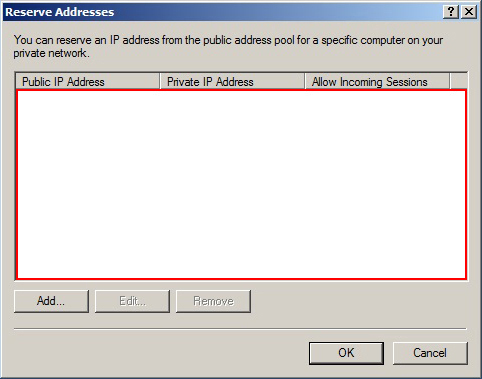 Reserve Addresses
You can reserve an IP address from the public address pool for a specific computer on your
private network.
Public IP Address Private IP Address Allow Incoming Sessions
Add... Edit... Remove
OK Cancel